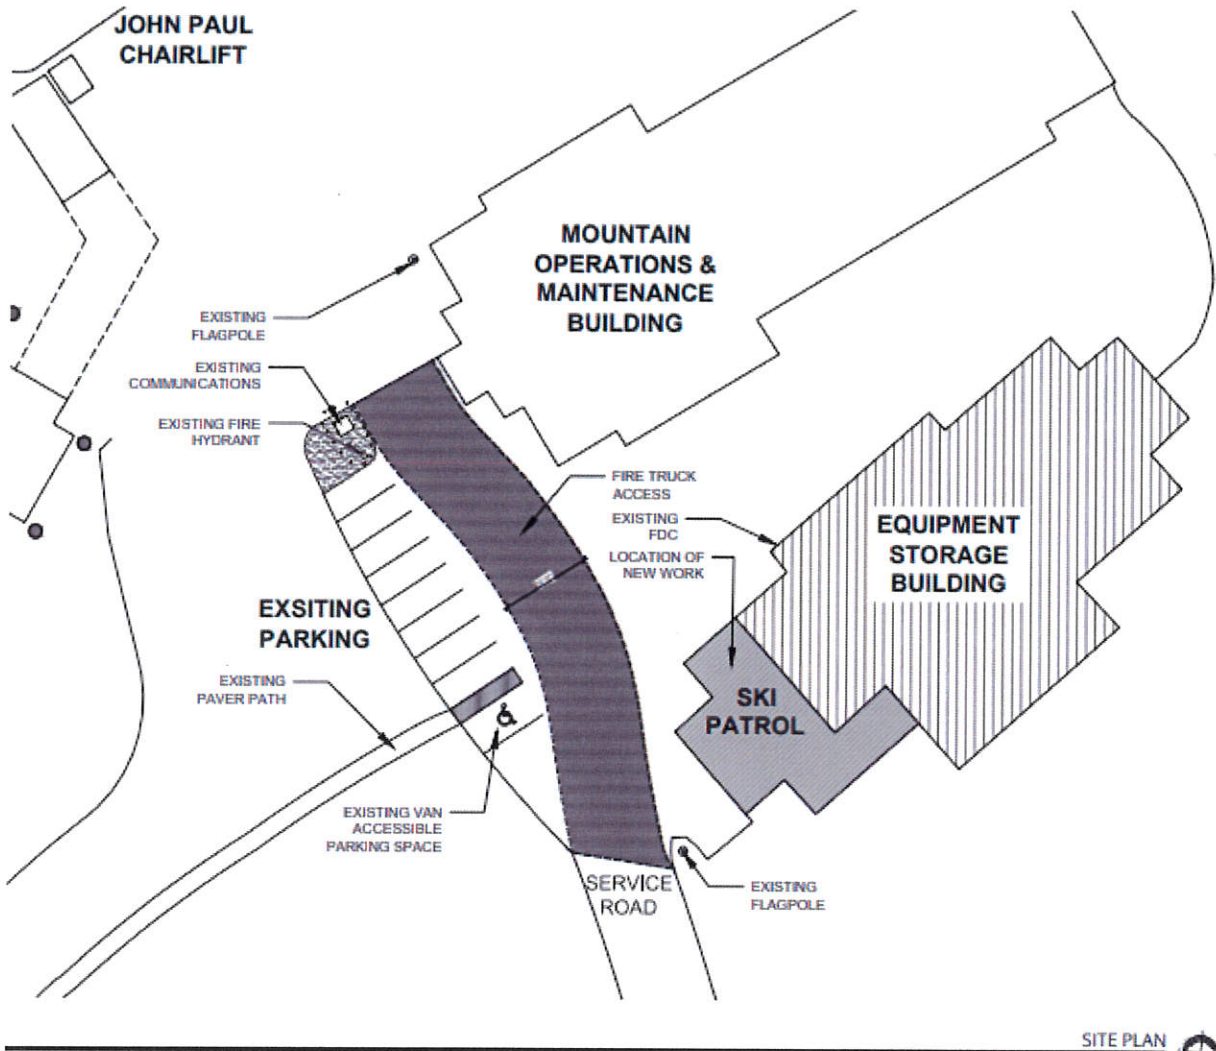 JOHN PAUL
CHAIRLIFT
MOUNTAIN
OPERATIONS &
MAINTENANCE
BUILDING
EXISTING
FLAGPOLE
EXISTING
COMMUNICATIONS
EXISTING FIRE
HYDRANT
FIRE TRUCK
ACCESS
EXISTING
FDC
LOCATION OF
NEW WORK
EQUIPMENT
STORAGE
BUILDING
EXSITING
PARKING
EXISTING
PAVER PATH
SKI
PATROL
EXISTING VAN
ACCESSIBLE
PARKING SPACE
SERVICE
ROAD
EXISTING
FLAGPOLE
SITE PLAN